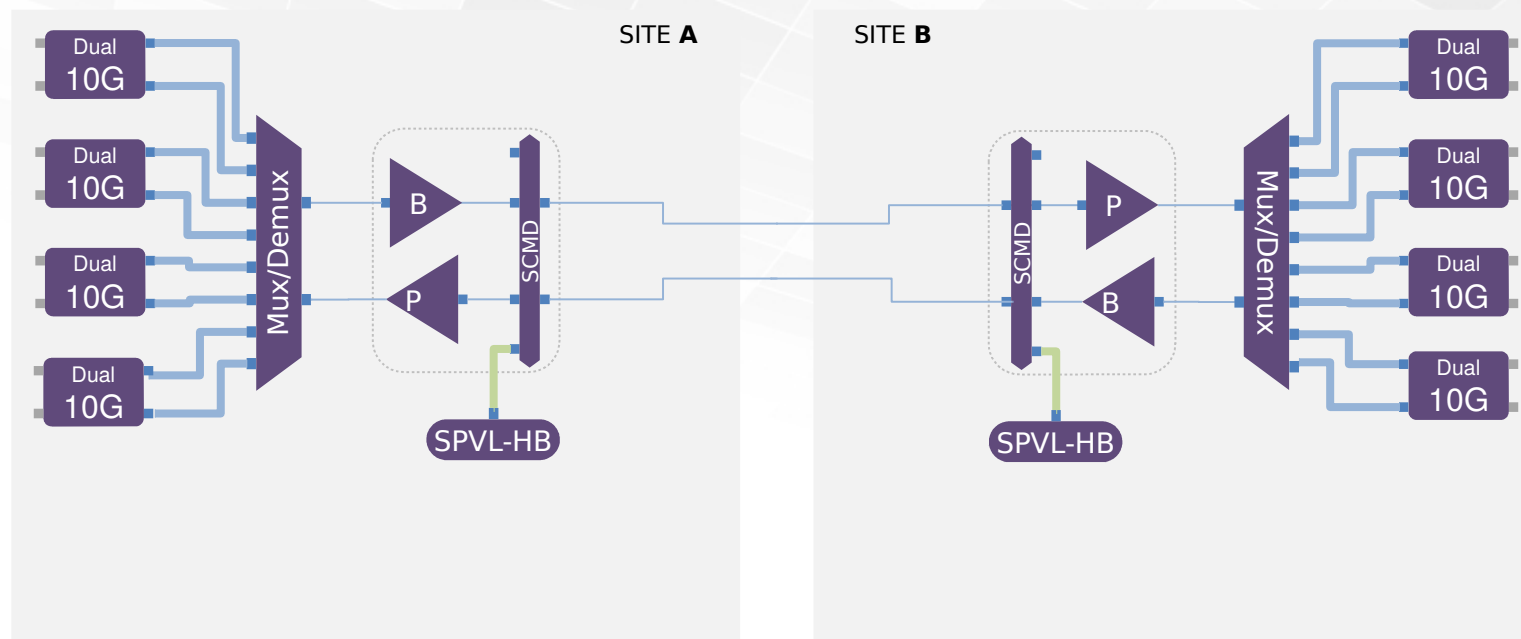 SITE A
Dual
10G
Dual
10G
Dual
10G
Dual
10G
Mux/Demux
B
P
SCMD
SPVL-HB
SITE B
SCMD
P
B
SPVL-HB
Mux/Demux
Dual
10G
Dual
10G
Dual
10G
Dual
10G